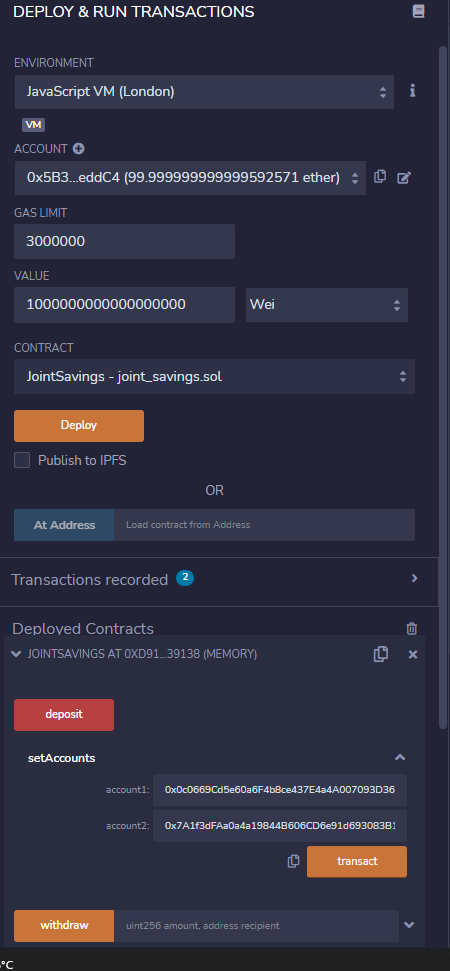 DEPLOY & RUN TRANSACTIONS
ENVIRONMENT
JavaScript VM (London)
VM
ACCOUNT
0x5B3...eddC4 (99.999999999999592571 ether)
GAS LIMIT
3000000
VALUE
1000000000000000000 Wei
CONTRACT
JointSavings - joint_savings.sol
Deploy
Publish to IPFS
OR
At Address Load contract from Address
Transactions recorded 2
Deployed Contracts
JOINTSAVINGS AT 0XD91...39138 (MEMORY)
deposit
setAccounts
account1: 0x0c0669Cd5e60a6F4b8ce437E4a4A007093D36
account2: 0x7A1f3dFAa0a4a19844B606CD6e91d693083B1
transact
withdraw uint256 amount, address recipient
°C